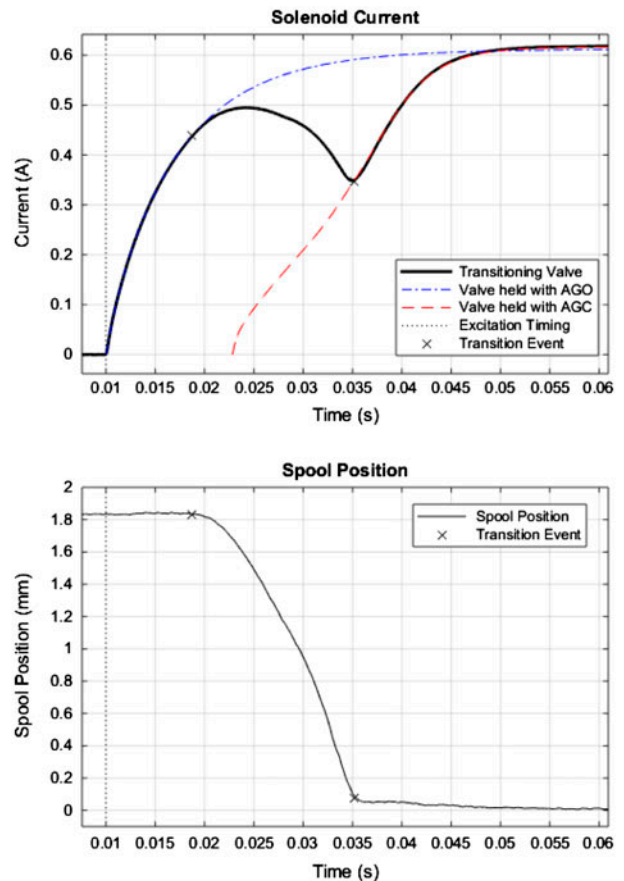 Solenoid Current
0.6
0.5
0.4
0.3
0.2
0.1
0
Current (A)
Transitioning Valve
Valve held with AGO
Valve held with AGC
Excitation Timing
Transition Event
0.01 0.015 0.02 0.025 0.03 0.035 0.04 0.045 0.05 0.055 0.06
Time (s)
Spool Position
2
1.8
1.6
1.4
1.2
1
0.8
0.6
0.4
0.2
0
Spool Position (mm)
Spool Position
Transition Event
0.01 0.015 0.02 0.025 0.03 0.035 0.04 0.045 0.05 0.055 0.06
Time (s)